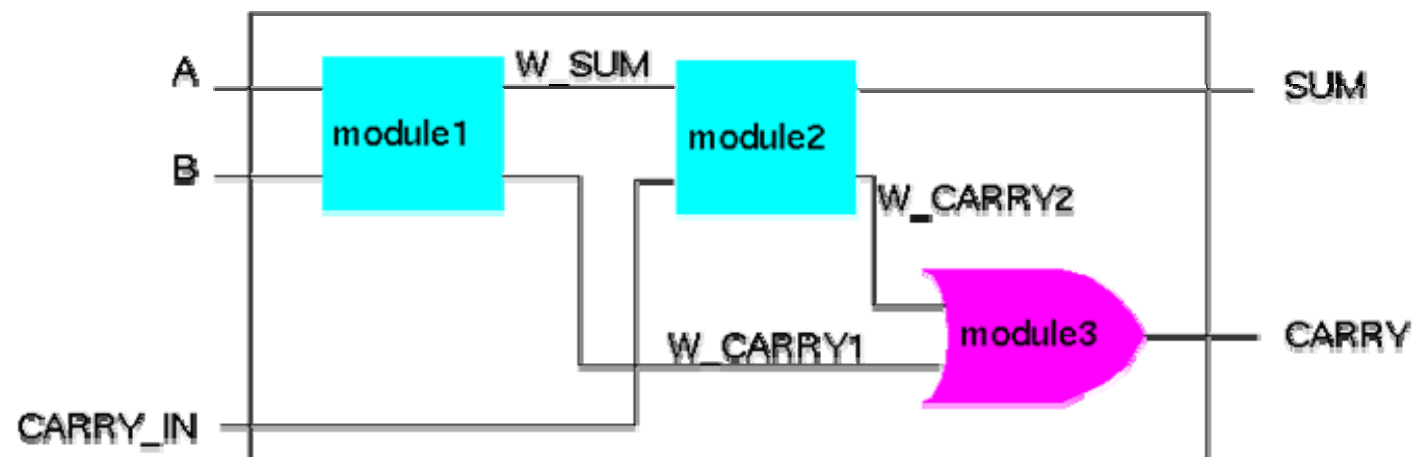 A
W_SUM
SUM
module1
module2
B
W_CARRY2
module3
CARRY
W_CARRY1
CARRY_IN